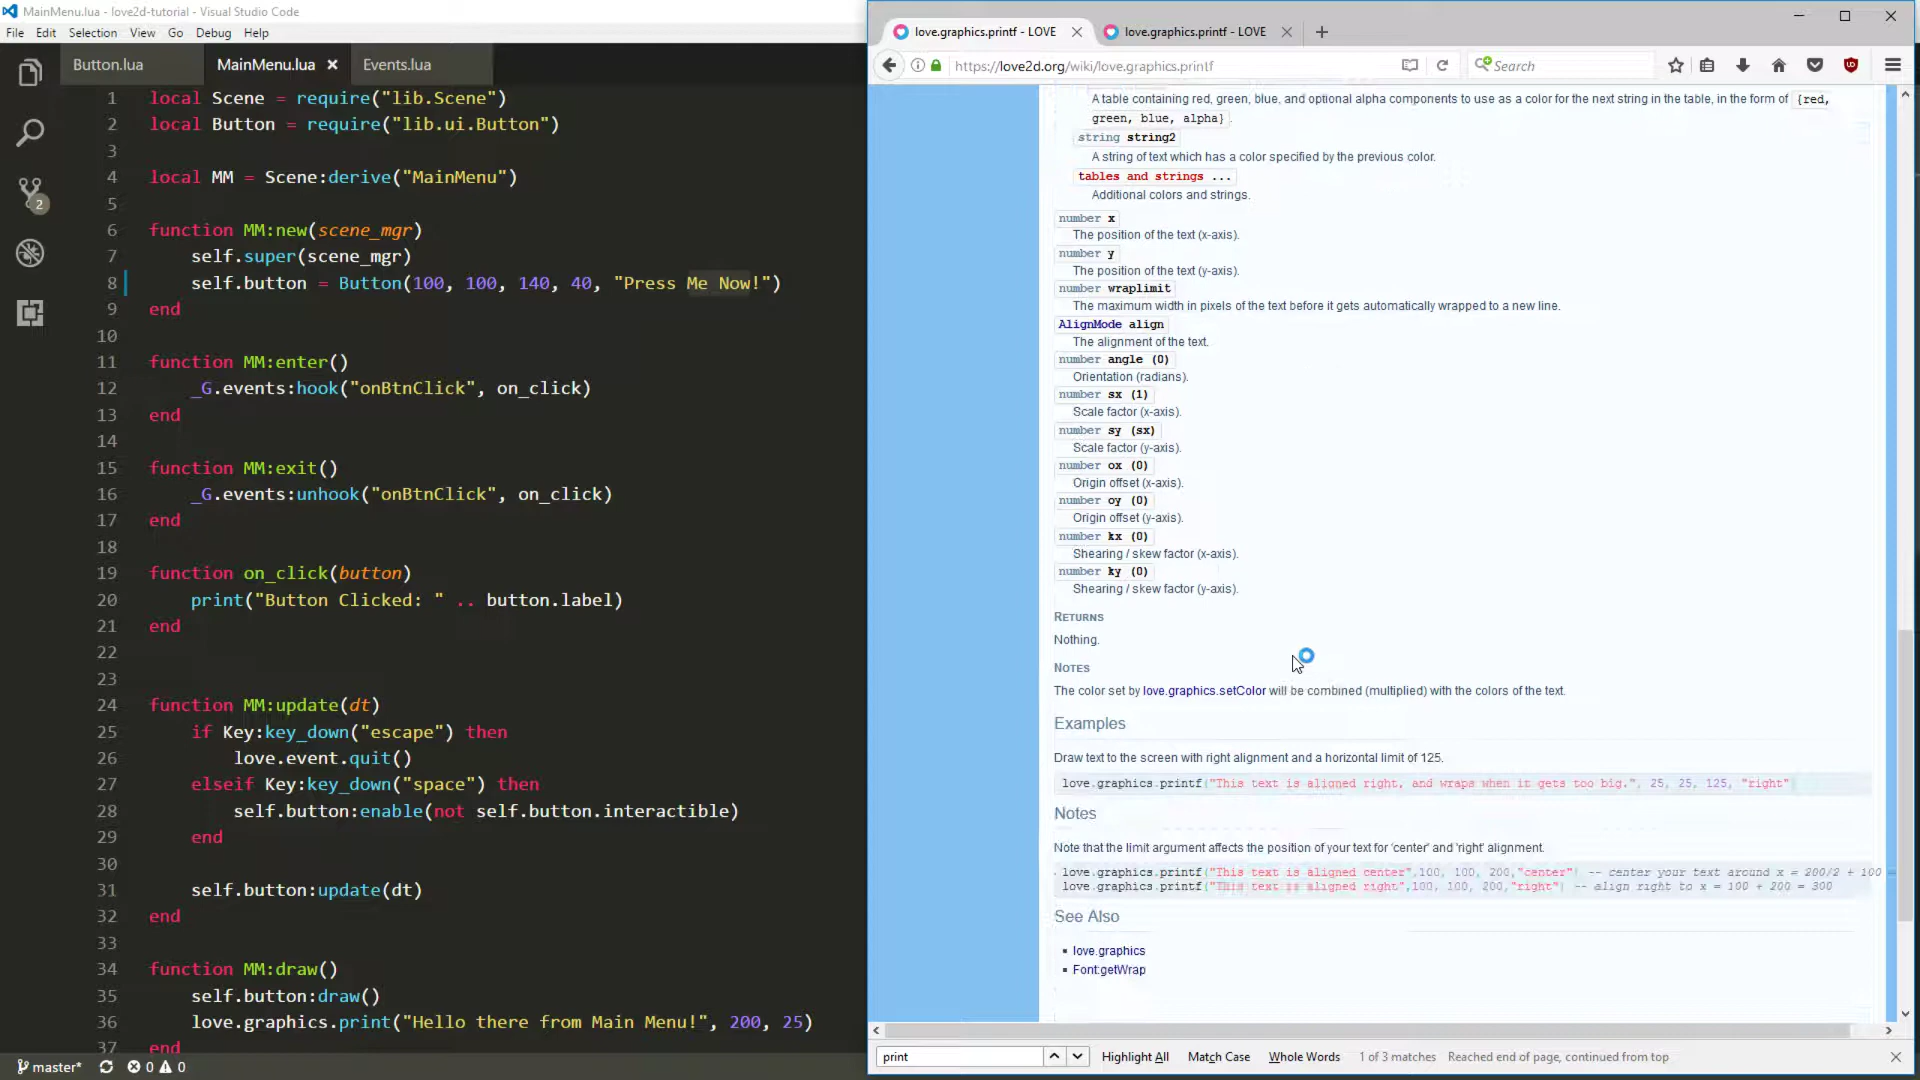 MainMenu.lua - love2d-tutorial - Visual Studio Code
File Edit Selection View Go Debug Help
Button.lua MainMenu.lua × Events.lua
1 local Scene = require("lib.Scene")
2 local Button = require("lib.ui.Button")
3
4 local MM = Scene:derive("MainMenu")
5
6 function MM:new(scene_mgr)
7 self.super(scene_mgr)
8 self.button = Button(100, 100, 140, 40, "Press Me Now!")
9 end
10
11 function MM:enter()
12 _G.events:hook("onBtnClick", on_click)
13 end
14
15 function MM:exit()
16 _G.events:unhook("onBtnClick", on_click)
17 end
18
19 function on_click(button)
20 print("Button Clicked: " .. button.label)
21 end
22
23
24 function MM:update(dt)
25 if Key:key_down("escape") then
26 love.event.quit()
27 elseif Key:key_down("space") then
28 self.button:enable(not self.button.interactible)
29 end
30
31 self.button:update(dt)
32 end
33
34 function MM:draw()
35 self.button:draw()
36 love.graphics.print("Hello there from Main Menu!", 200, 25)
37 end
2
master* 0 0
love.graphics.printf - LOVE × love.graphics.printf - LOVE × +
https://love2d.org/wiki/love.graphics.printf Search
A table containing red, green, blue, and optional alpha components to use as a color for the next string in the table, in the form of {red,
green, blue, alpha}.
string string2
A string of text which has a color specified by the previous color.
tables and strings ...
Additional colors and strings.
number x
The position of the text (x-axis).
number y
The position of the text (y-axis).
number wraplimit
The maximum width in pixels of the text before it gets automatically wrapped to a new line.
AlignMode align
The alignment of the text.
number angle (0)
Orientation (radians).
number sx (1)
Scale factor (x-axis).
number sy (sx)
Scale factor (y-axis).
number ox (0)
Origin offset (x-axis).
number oy (0)
Origin offset (y-axis).
number kx (0)
Shearing / skew factor (x-axis).
number ky (0)
Shearing / skew factor (y-axis).
RETURNS
Nothing.
NOTES
The color set by love.graphics.setColor will be combined (multiplied) with the colors of the text.
Examples
Draw text to the screen with right alignment and a horizontal limit of 125.
love.graphics.printf("This text is aligned right, and wraps when it gets too big.", 25, 25, 125, "right")
Notes
Note that the limit argument affects the position of your text for 'center' and 'right' alignment.
love.graphics.printf("This text is aligned center",100, 100, 200,"center") -- center your text around x = 200/2 + 100 =
love.graphics.printf("This text is aligned right",100, 100, 200,"right") -- align right to x = 100 + 200 = 300
See Also
love.graphics
Font:getWrap
print Highlight All Match Case Whole Words 1 of 3 matches Reached end of page, continued from top